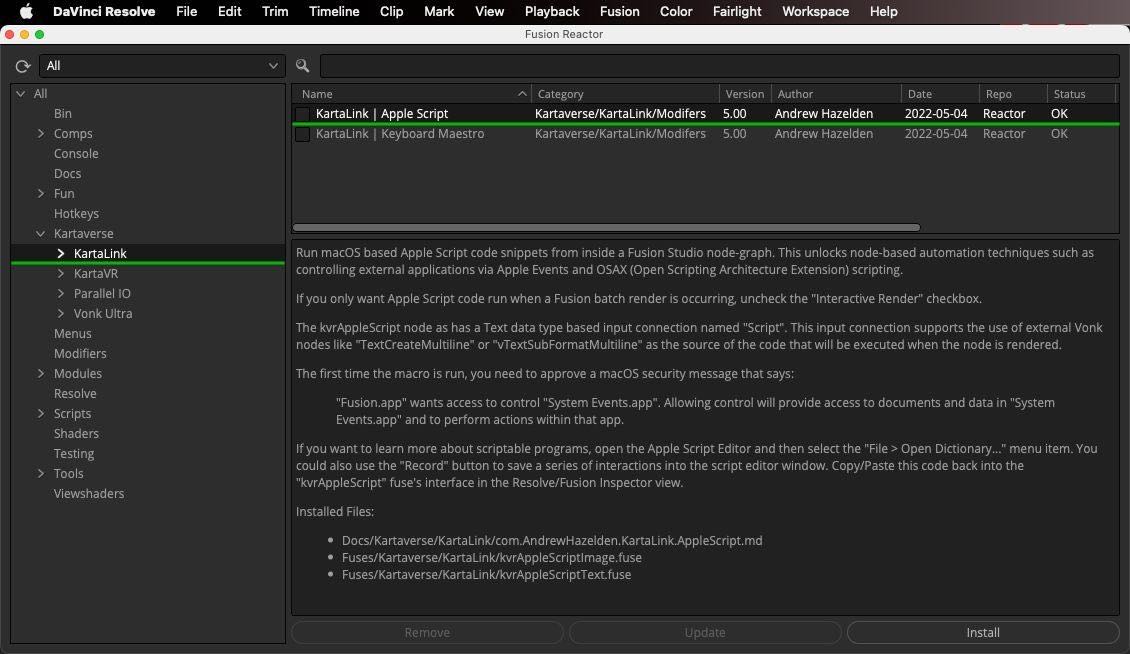 DaVinci Resolve File Edit Trim Timeline Clip Mark View Playback Fusion Color Fairlight Workspace Help
Fusion Reactor
All
All
Bin
Comps
Console
Docs
Fun
Hotkeys
Kartaverse
KartaLink
KartaVR
Parallel IO
Vonk Ultra
Menus
Modifiers
Modules
Resolve
Scripts
Shaders
Testing
Tools
Viewshaders
Name Category Version Author Date Repo Status
KartaLink | Apple Script Kartaverse/KartaLink/Modifers 5.00 Andrew Hazelden 2022-05-04 Reactor OK
KartaLink | Keyboard Maestro Kartaverse/KartaLink/Modifers 5.00 Andrew Hazelden 2022-05-04 Reactor OK
Run macOS based Apple Script code snippets from inside a Fusion Studio node-graph. This unlocks node-based automation techniques such as
controlling external applications via Apple Events and OSAX (Open Scripting Architecture Extension) scripting.
If you only want Apple Script code run when a Fusion batch render is occurring, uncheck the "Interactive Render" checkbox.
The kvrAppleScript node as has a Text data type based input connection named "Script". This input connection supports the use of external Vonk
nodes like "TextCreateMultiline" or "vTextSubFormatMultiline" as the source of the code that will be executed when the node is rendered.
The first time the macro is run, you need to approve a macOS security message that says:
"Fusion.app" wants access to control "System Events.app". Allowing control will provide access to documents and data in "System
Events.app" and to perform actions within that app.
If you want to learn more about scriptable programs, open the Apple Script Editor and then select the "File > Open Dictionary..." menu item. You
could also use the "Record" button to save a series of interactions into the script editor window. Copy/Paste this code back into the
"kvrAppleScript" fuse's interface in the Resolve/Fusion Inspector view.
Installed Files:
• Docs/Kartaverse/KartaLink/com.AndrewHazelden.KartaLink.AppleScript.md
• Fuses/Kartaverse/KartaLink/kvrAppleScriptImage.fuse
• Fuses/Kartaverse/KartaLink/kvrAppleScriptText.fuse
Remove Update Install